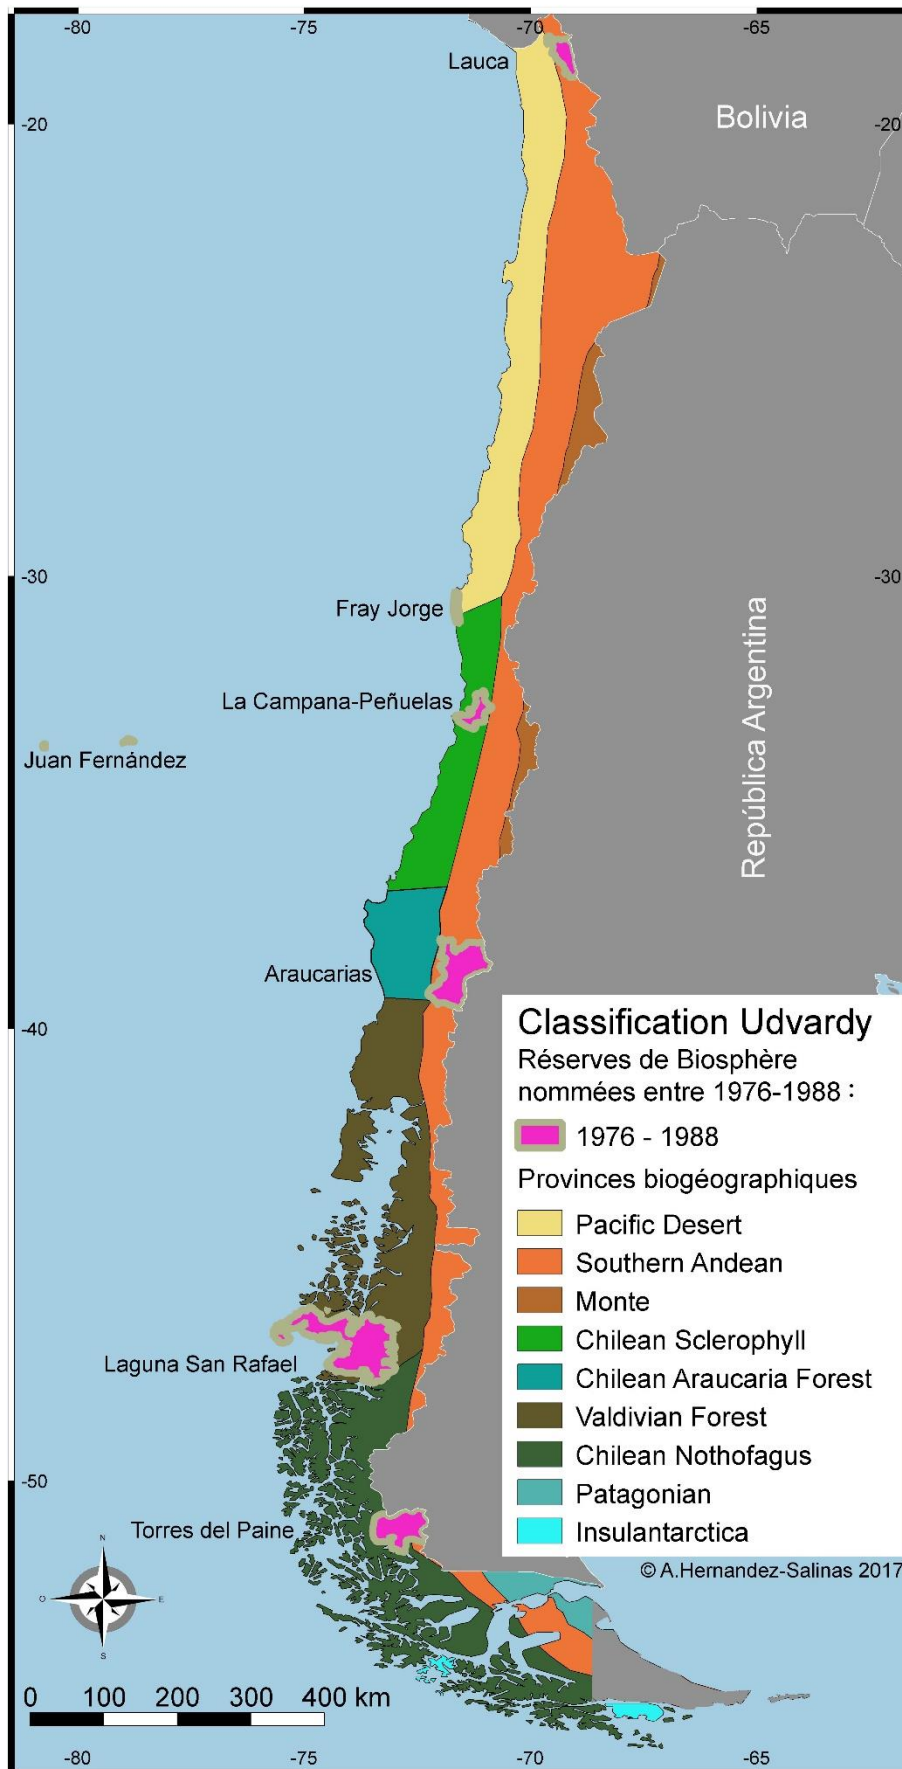 -80
-75
-70
-65
Lauca
Bolivia
-20
-20
-30
-30
Fray Jorge
República Argentina
La Campana-Peñuelas
Juan Fernández
Araucarias
-40
Classification Udvardy
Réserves de Biosphère
nommées entre 1976-1988 :
1976 - 1988
Provinces biogéographiques
Pacific Desert
Southern Andean
Monte
Chilean Sclerophyll
Chilean Araucaria Forest
Valdivian Forest
Chilean Nothofagus
Patagonian
Insulantarctica
Laguna San Rafael
-50
Torres del Paine
© A.Hernandez-Salinas 2017
N
O
E
S
0 100 200 300 400 km
-80
-75
-70
-65